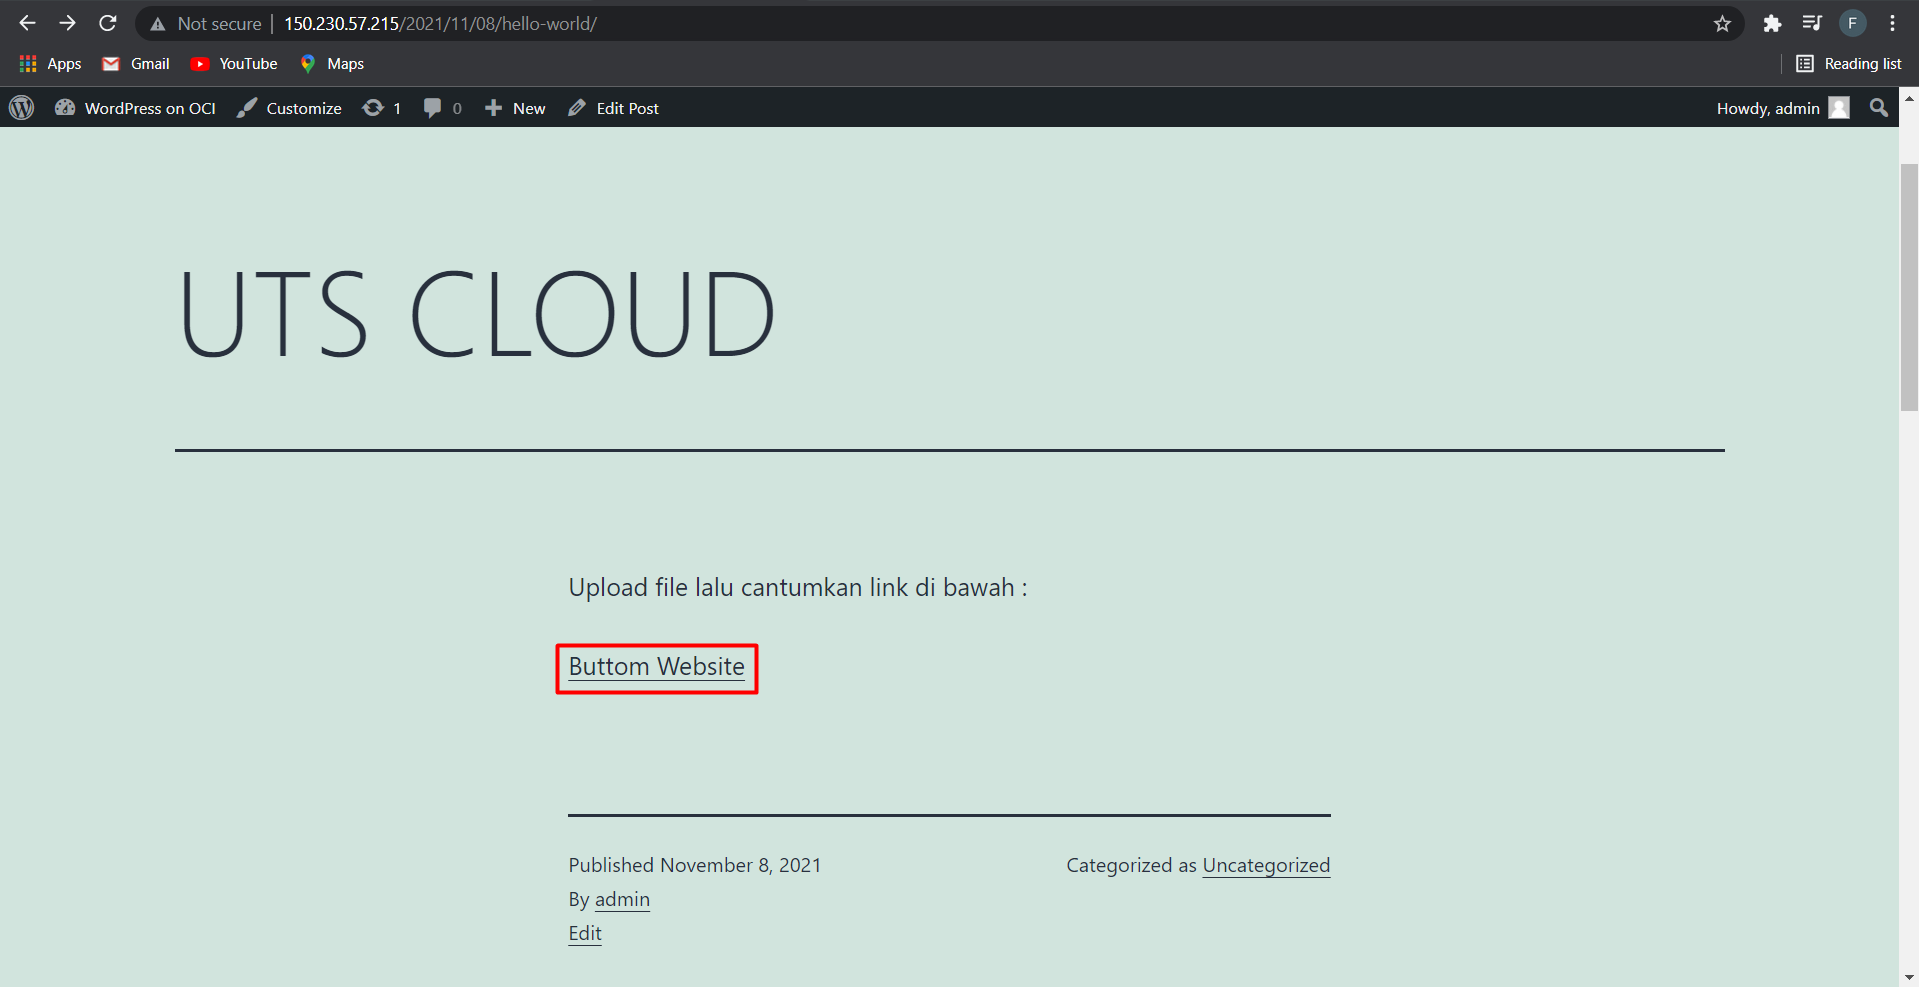 Not secure | 150.230.57.215/2021/11/08/hello-world/
F
Apps Gmail YouTube Maps Reading list
WordPress on OCI Customize 1 0 New Edit Post Howdy, admin
UTS CLOUD
Upload file lalu cantumkan link di bawah :
Buttom Website
Published November 8, 2021 Categorized as Uncategorized
By admin
Edit